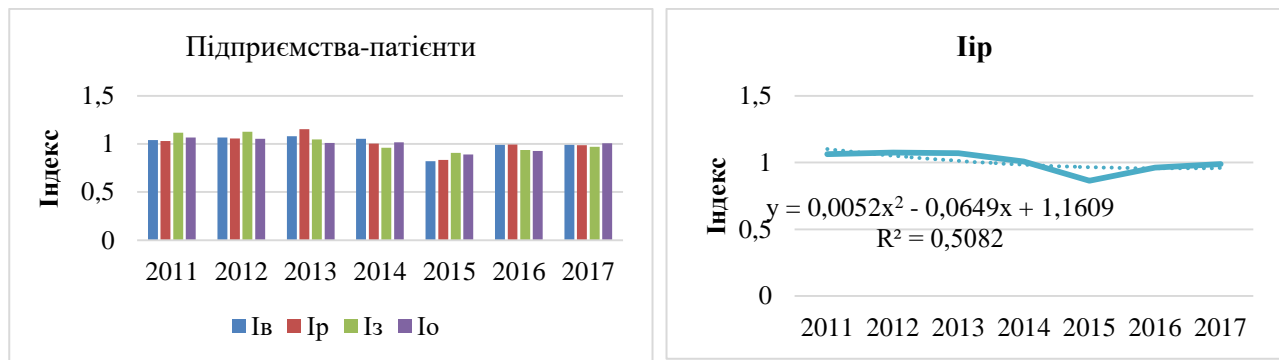 Підприємства-патієнти
Індекс
1,5
1
0,5
0
2011 2012 2013 2014 2015 2016 2017
Ів Ір Із Іо
Іір
Індекс
1,5
1
y = 0,0052x² - 0,0649x + 1,1609
R² = 0,5082
0,5
0
2011 2012 2013 2014 2015 2016 2017